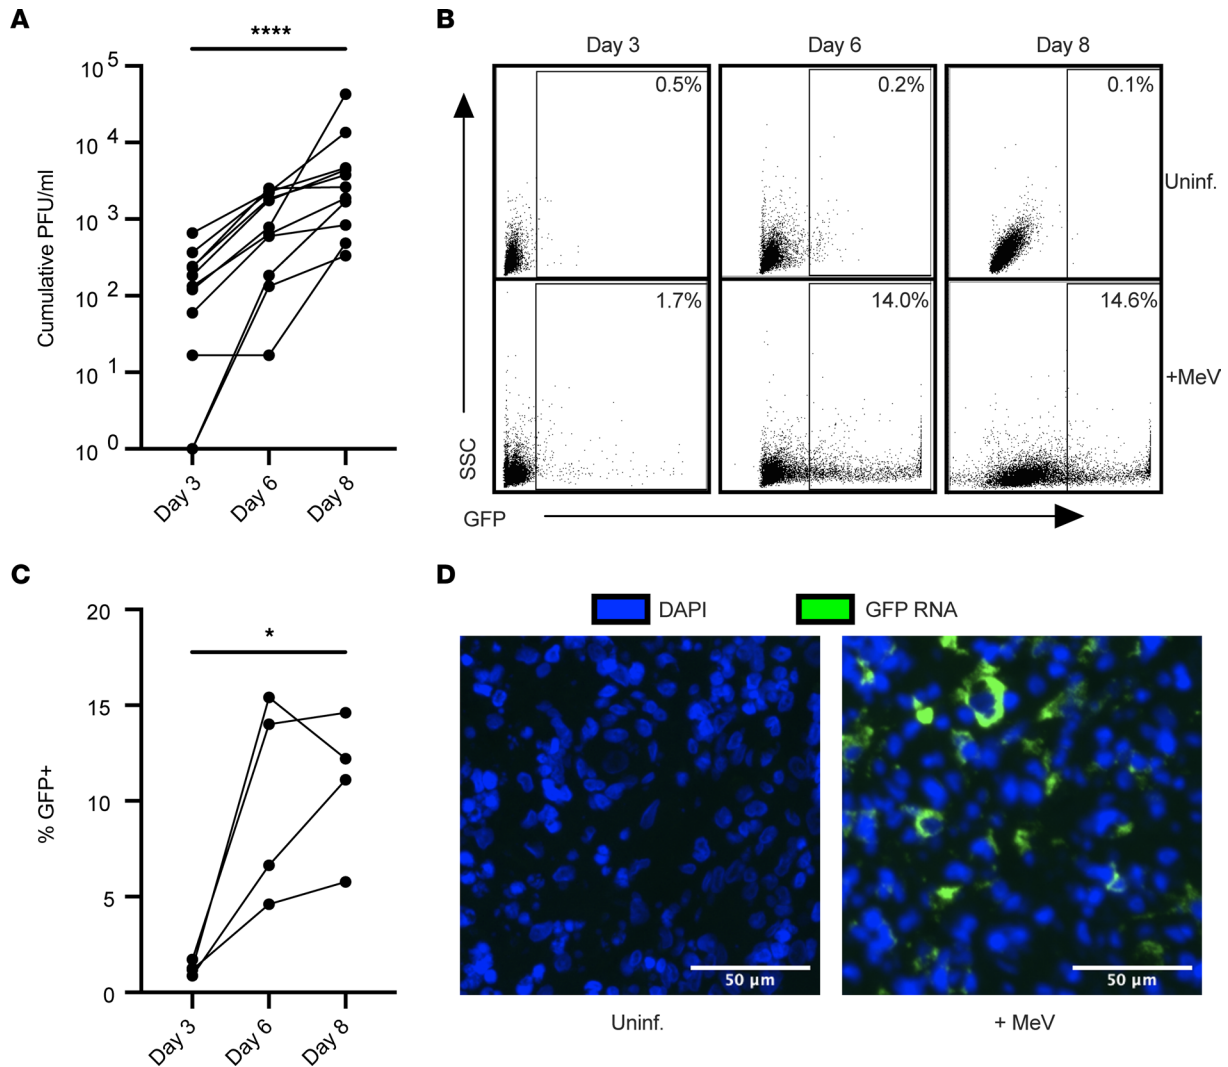 A
****
Cumulative PFU/ml
10 5
10 4
10 3
10 2
10 1
10 0
Day 3
Day 6
Day 8
B
Day 3
Day 6
Day 8
0.5%
0.2%
0.1%
Uninf.
1.7%
14.0%
14.6%
+MeV
SSC
GFP
C
*
% GFP+
20
15
10
5
0
Day 3
Day 6
Day 8
D
DAPI
GFP RNA
50 µm
50 µm
Uninf.
+ MeV